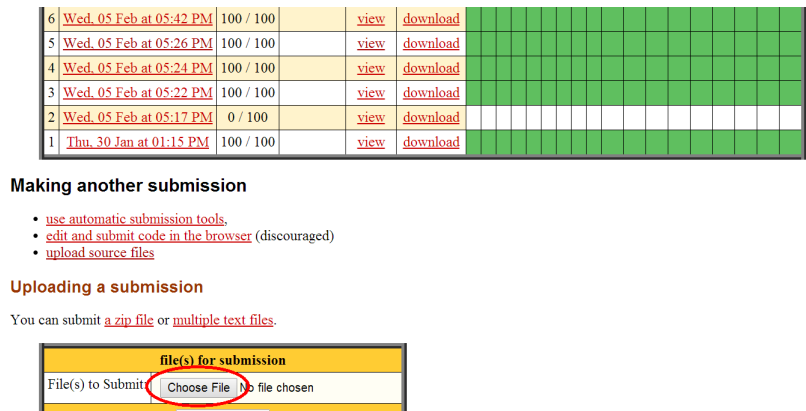 6 Wed, 05 Feb at 05:42 PM 100 / 100 view download
5 Wed, 05 Feb at 05:26 PM 100 / 100 view download
4 Wed, 05 Feb at 05:24 PM 100 / 100 view download
3 Wed, 05 Feb at 05:22 PM 100 / 100 view download
2 Wed, 05 Feb at 05:17 PM 0 / 100 view download
1 Thu, 30 Jan at 01:15 PM 100 / 100 view download
Making another submission
• use automatic submission tools,
• edit and submit code in the browser (discouraged)
• upload source files
Uploading a submission
You can submit a zip file or multiple text files.
file(s) for submission
File(s) to Submit: Choose File No file chosen